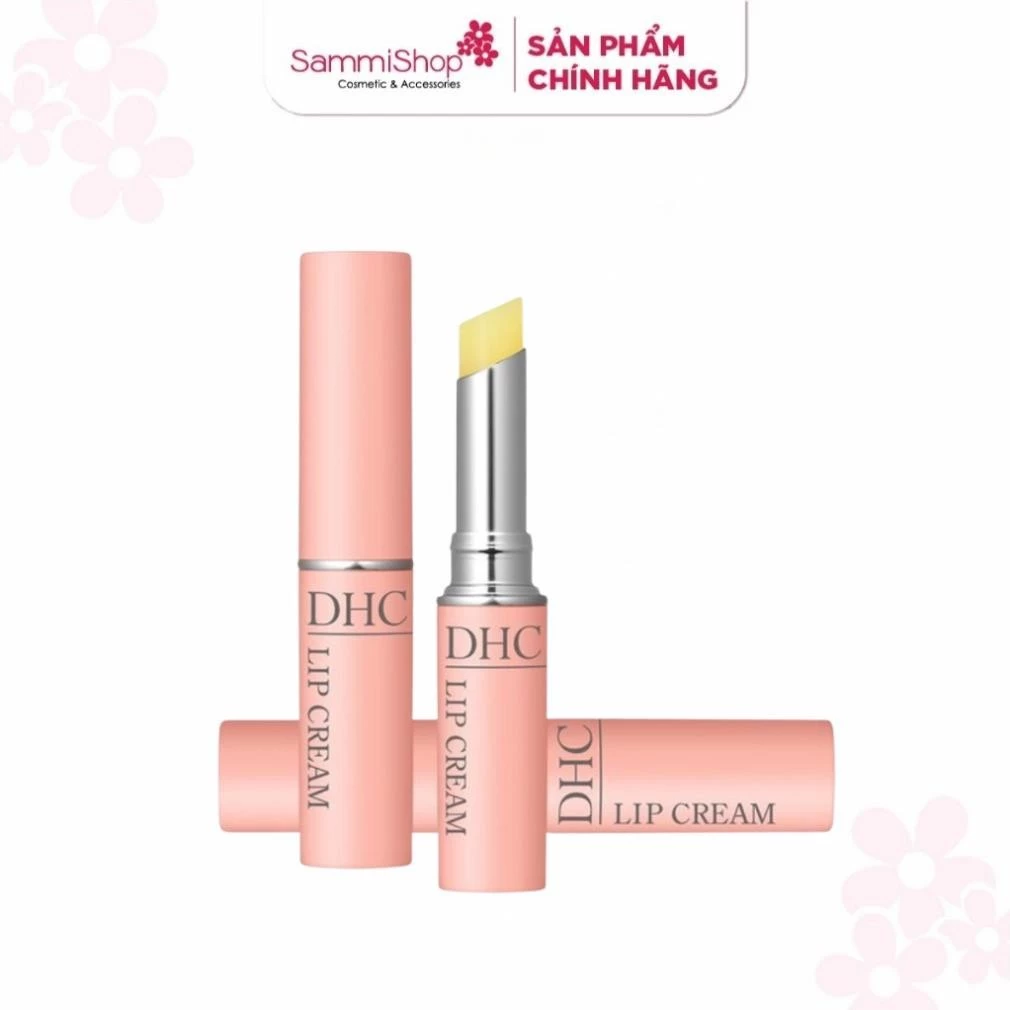 SammiShop
Cosmetic & Accessories
SẢN PHẨM
CHÍNH HÃNG
DHC
LIP CREAM
DHC
LIP CREAM
DHC
LIP CREAM